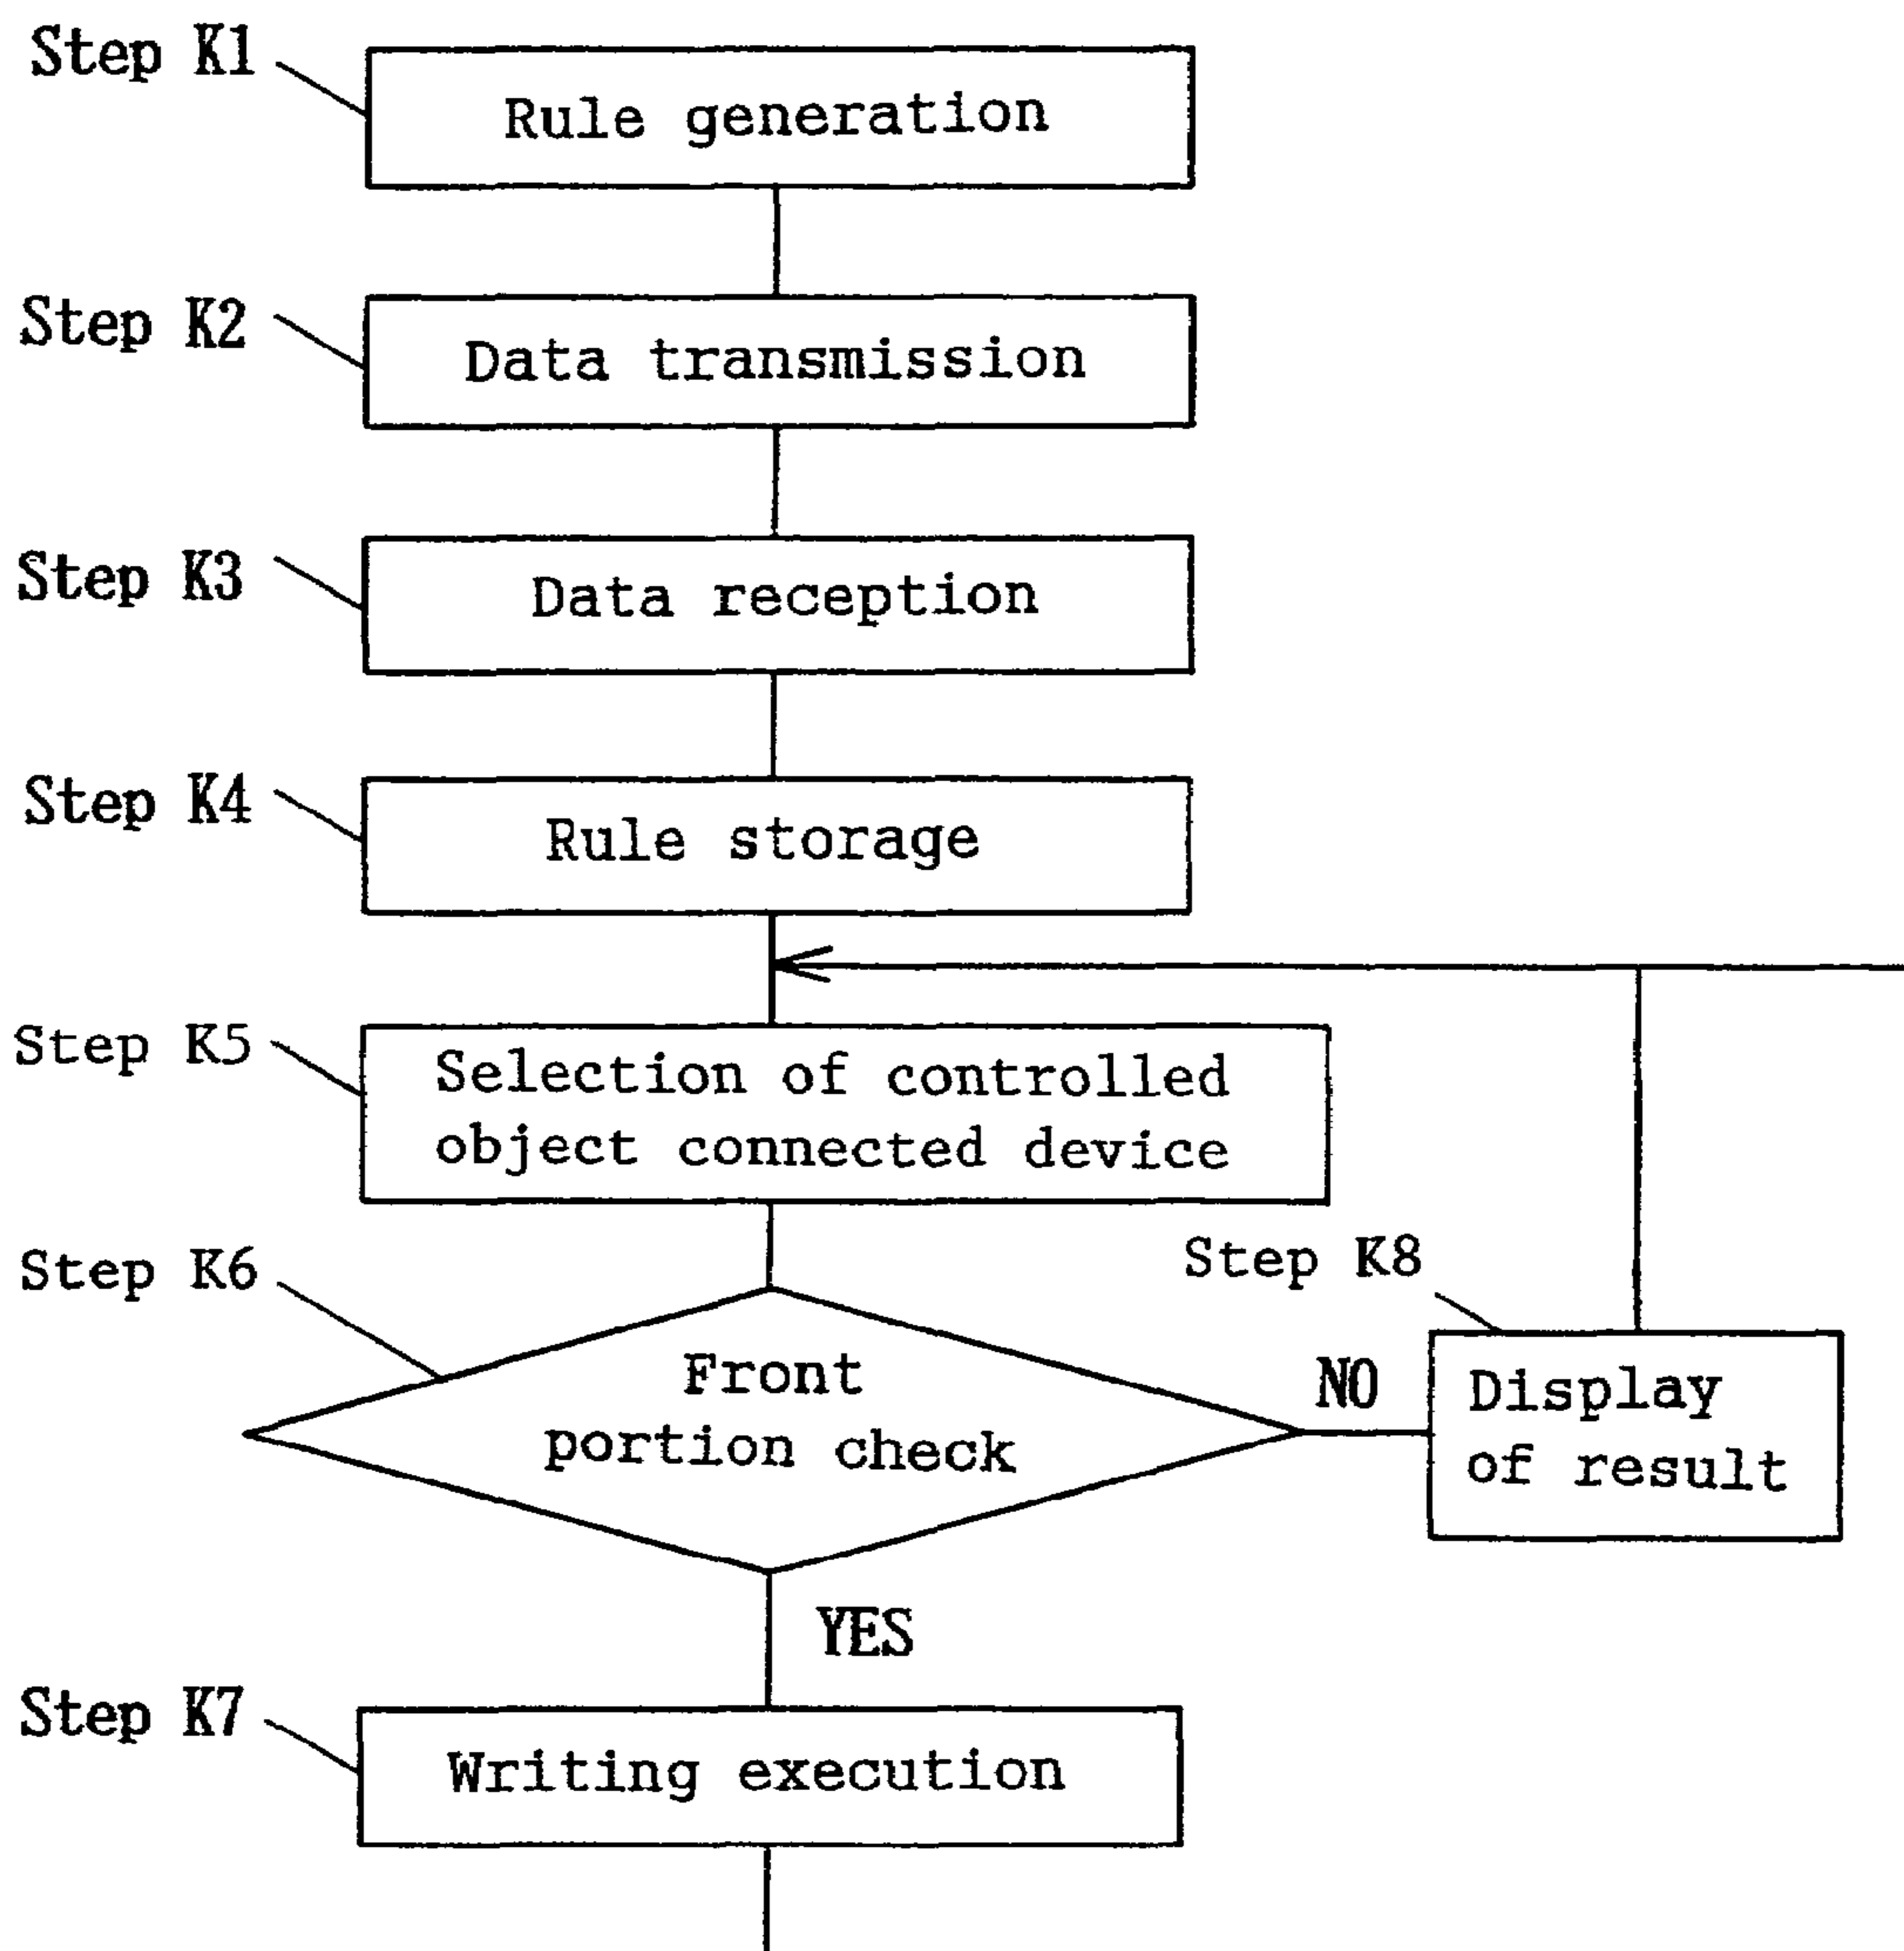 Step K1
Rule generation
Step K2
Data transmission
Step K3
Data reception
Step K4
Rule storage
Step K5
Selection of controlled
object connected device
Step K6
Front
portion check
NO
Step K8
Display
of result
YES
Step K7
Writing execution